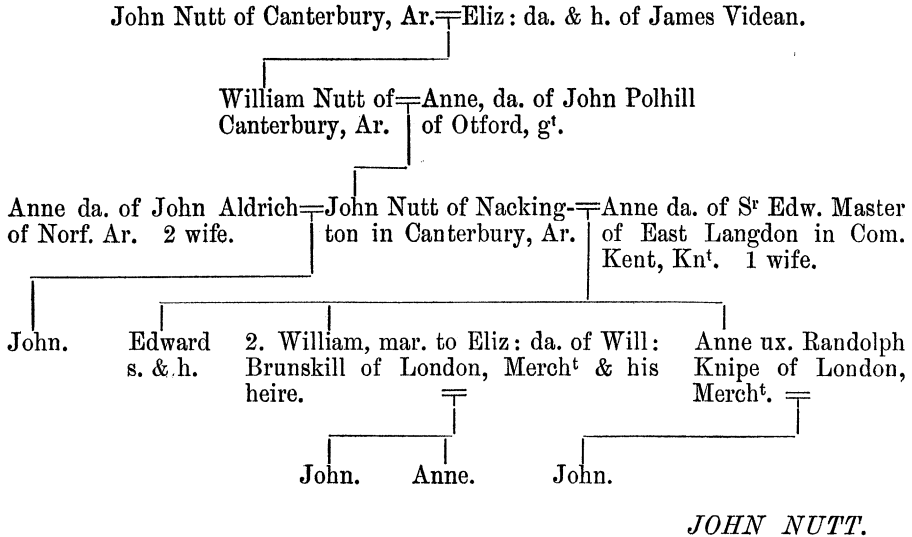 John Nutt of Canterbury, Ar.═Eliz: da. & h. of James Videan.
William Nutt of═Anne, da. of John Polhill
Canterbury, Ar. of Otford, gᵗ.
Anne da. of John Aldrich═John Nutt of Nacking-═Anne da. of Sʳ Edw. Master
of Norf. Ar. 2 wife. ton in Canterbury, Ar. of East Langdon in Com.
Kent, Knᵗ. 1 wife.
John. Edward 2. William, mar. to Eliz: da. of Will: Anne ux. Randolph
s. & h. Brunskill of London, Merchᵗ & his Knipe of London,
heire. Merchᵗ.
John. Anne. John.
JOHN NUTT.